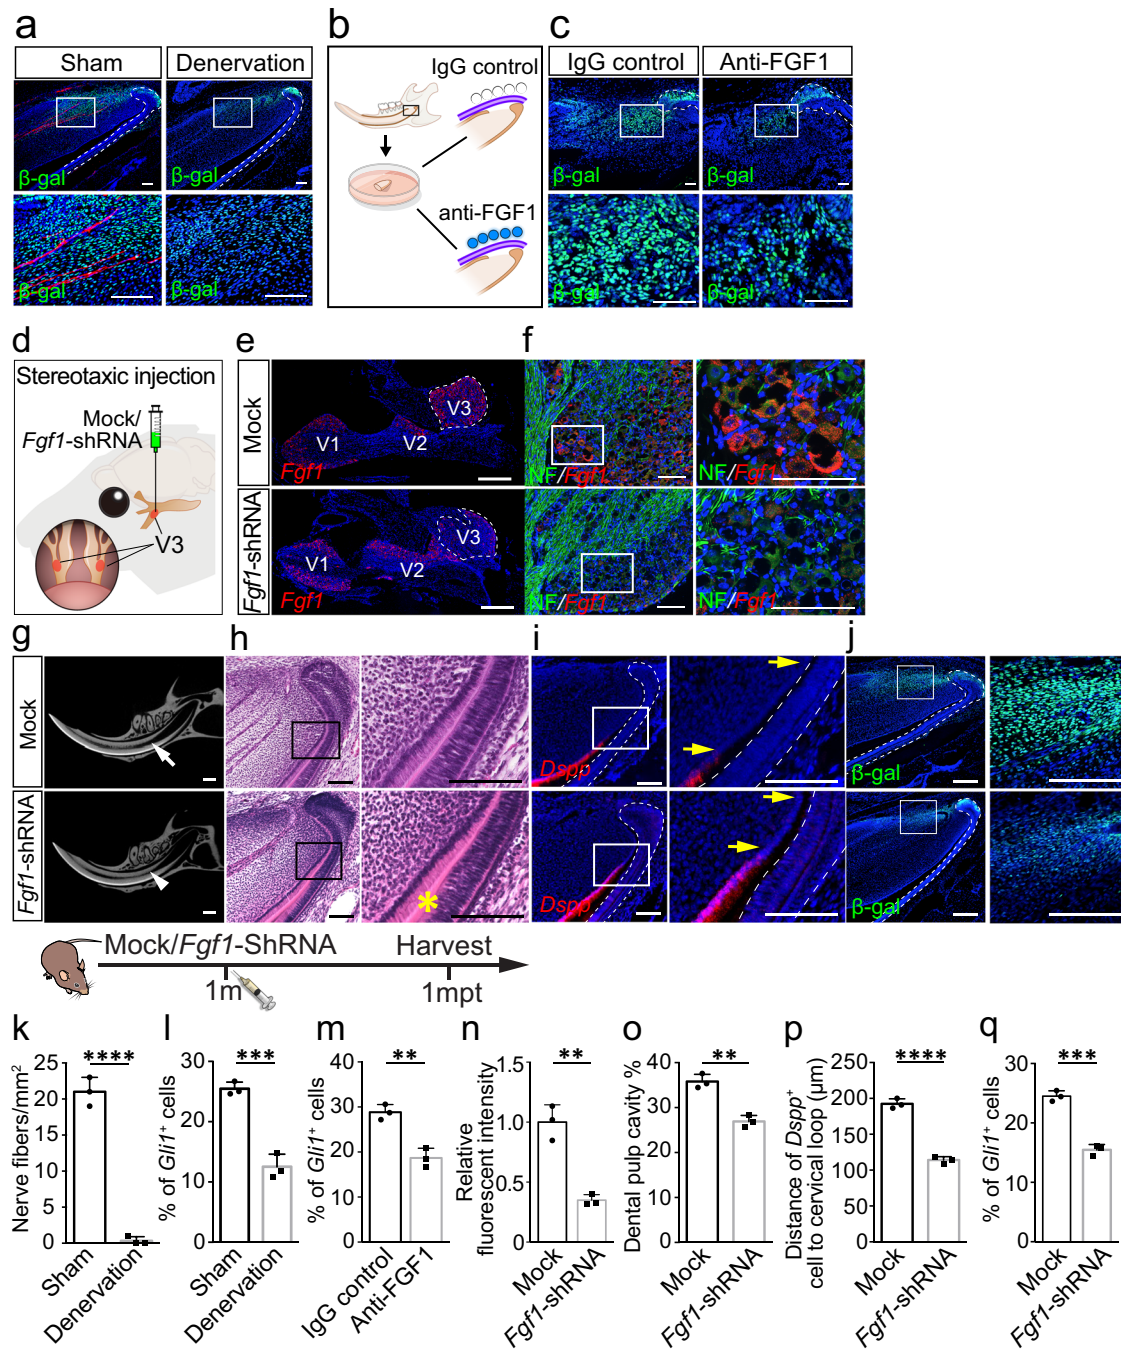 a
Sham
Denervation
β-gal
β-gal
β-gal
β-gal
b
IgG control
anti-FGF1
c
IgG control
Anti-FGF1
β-gal
β-gal
β-gal
β-gal
d
Stereotaxic injection
Mock/
Fgf1-shRNA
V3
e
Mock
V1
V2
V3
Fgf1
Fgf1-shRNA
V1
V2
V3
Fgf1
f
NF/Fgf1
NF/Fgf1
NF/Fgf1
NF/Fgf1
g
Mock
Fgf1-shRNA
h
*
i
Dspp
Dspp
j
β-gal
β-gal
Mock/Fgf1-ShRNA
Harvest
1m
1mpt
k
Nerve fibers/mm²
25
20
15
10
5
0
****
Sham
Denervation
l
% of Gli1⁺ cells
30
20
10
0
***
Sham
Denervation
m
% of Gli1⁺ cells
40
30
20
10
0
**
IgG control
Anti-FGF1
n
Relative
fluorescent intensity
1.5
1.0
0.5
0
**
Mock
Fgf1-shRNA
o
Dental pulp cavity %
40
30
20
10
0
**
Mock
Fgf1-shRNA
p
Distance of Dspp⁺
cell to cervical loop (μm)
250
200
150
100
50
0
****
Mock
Fgf1-shRNA
q
% of Gli1⁺ cells
30
20
10
0
***
Mock
Fgf1-shRNA